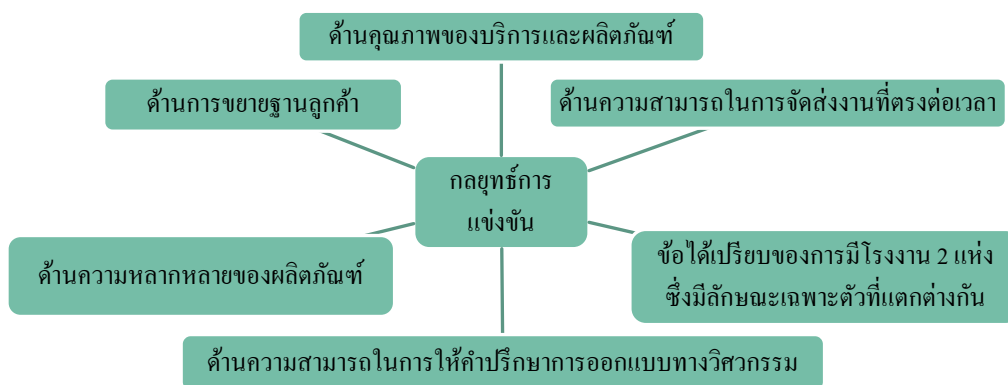 ด้านคุณภาพของบริการและผลิตภัณฑ์
ด้านการขยายฐานลูกค้า
ด้านความสามารถในการจัดส่งงานที่ตรงต่อเวลา
กลยุทธ์การ
แข่งขัน
ด้านความหลากหลายของผลิตภัณฑ์
ข้อได้เปรียบของการมีโรงงาน 2 แห่ง
ซึ่งมีลักษณะเฉพาะตัวที่แตกต่างกัน
ด้านความสามารถในการให้คำปรึกษาการออกแบบทางวิศวกรรม